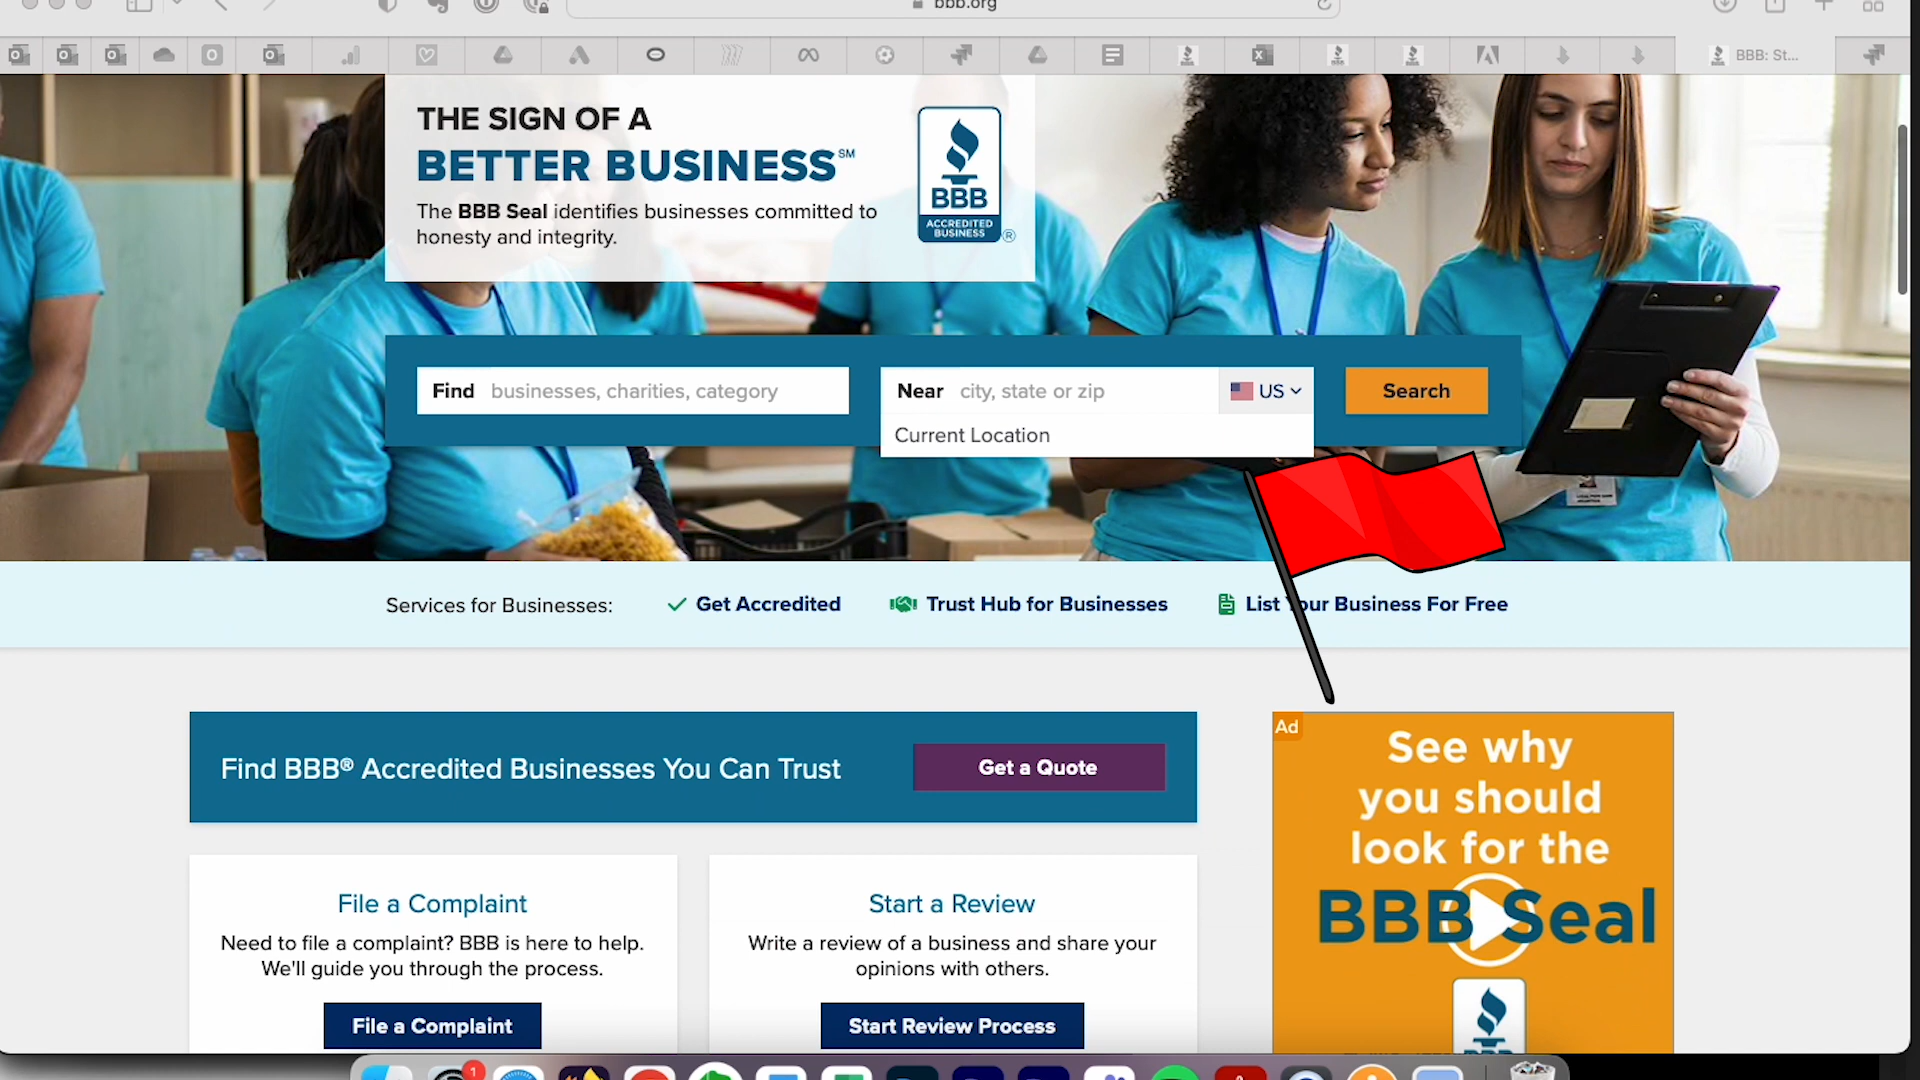 bbb.org
BBB: St...
THE SIGN OF A
BETTER BUSINESS℠
The BBB Seal identifies businesses committed to
honesty and integrity.
BBB
ACCREDITED
BUSINESS
®
Find businesses, charities, category
Near city, state or zip
US
Search
Current Location
Services for Businesses:
Get Accredited
Trust Hub for Businesses
List Your Business For Free
Find BBB® Accredited Businesses You Can Trust
Get a Quote
File a Complaint
Need to file a complaint? BBB is here to help.
We'll guide you through the process.
File a Complaint
Start a Review
Write a review of a business and share your
opinions with others.
Start Review Process
Ad
See why
you should
look for the
BBB Seal
BBB
1